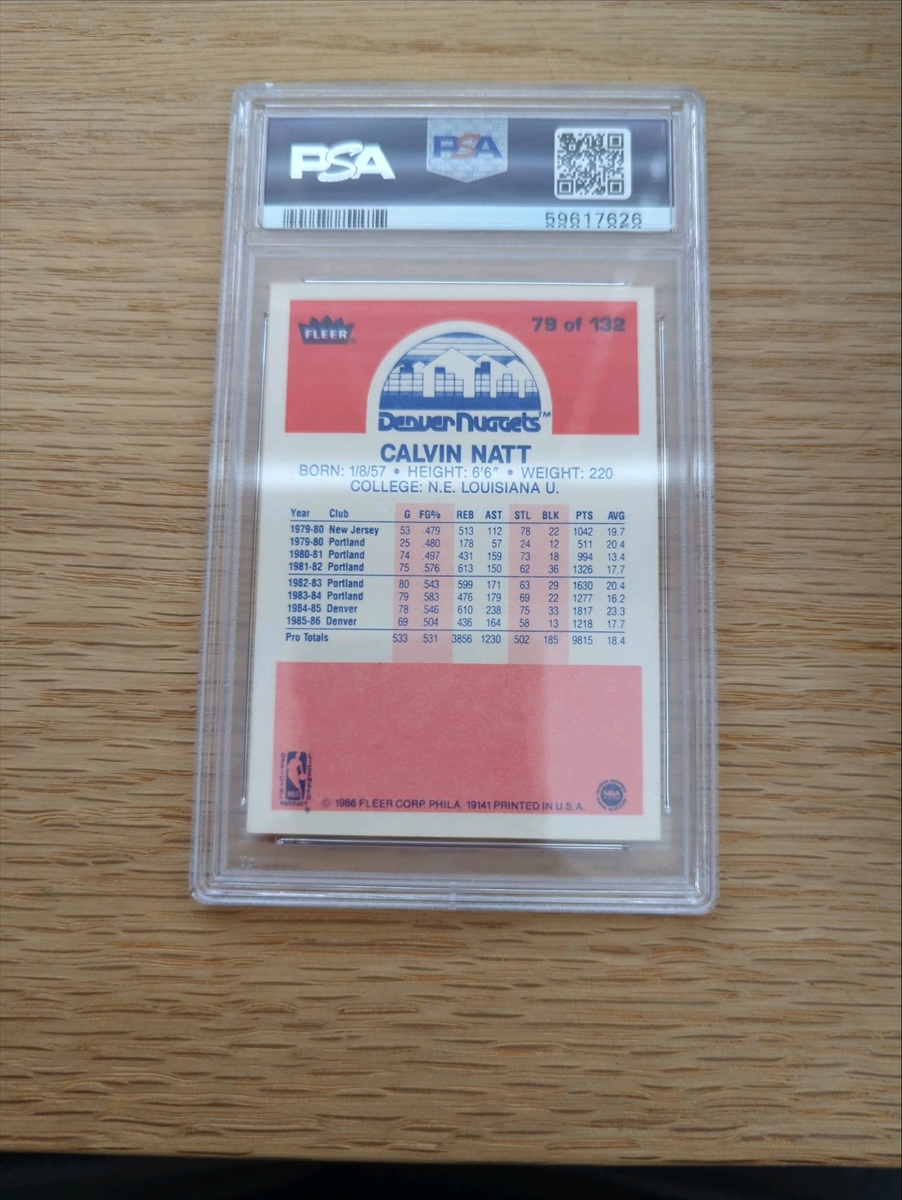 PSA
PSA
59617626
FLEER
79 of 132
DENVER NUGGETS™
CALVIN NATT
BORN: 1/8/57 • HEIGHT: 6'6" • WEIGHT: 220
COLLEGE: N.E. LOUISIANA U.
Year Club G FG% REB AST STL BLK PTS AVG
1979-80 New Jersey 53 .479 513 112 78 22 1042 19.7
1979-80 Portland 25 .480 178 57 24 12 511 20.4
1980-81 Portland 74 .497 431 159 73 18 994 13.4
1981-82 Portland 75 .576 613 150 62 36 1326 17.7
1982-83 Portland 80 .543 599 171 63 29 1630 20.4
1983-84 Portland 79 .583 476 179 69 22 1277 16.2
1984-85 Denver 78 .546 610 238 75 33 1817 23.3
1985-86 Denver 69 .504 436 164 58 13 1218 17.7
Pro Totals 533 .531 3856 1230 502 185 9815 18.4
OFFICIAL
LICENSED
PRODUCT
© 1986 FLEER CORP. PHILA. 19141 PRINTED IN U.S.A.
NBA